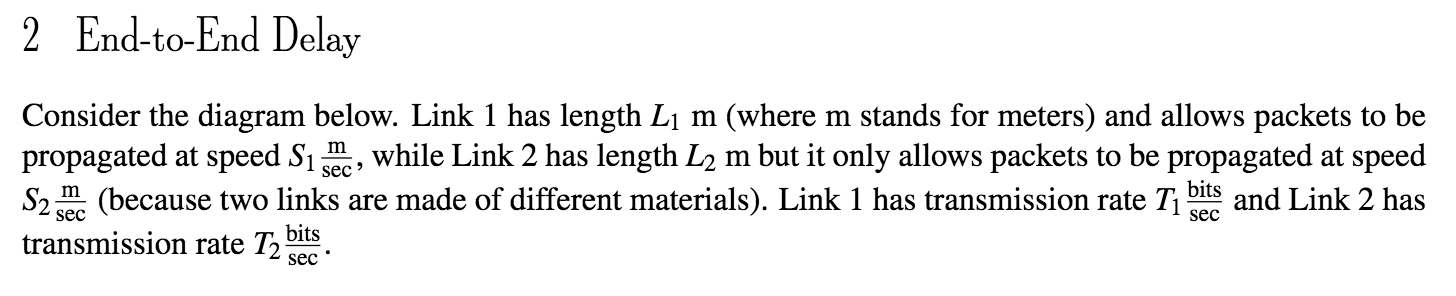 2 End-to-End Delay
Consider the diagram below. Link 1 has length L₁ m (where m stands for meters) and allows packets to be
propagated at speed S₁ m/sec, while Link 2 has length L₂ m but it only allows packets to be propagated at speed
S₂ m/sec (because two links are made of different materials). Link 1 has transmission rate T₁ bits/sec and Link 2 has
transmission rate T₂ bits/sec.